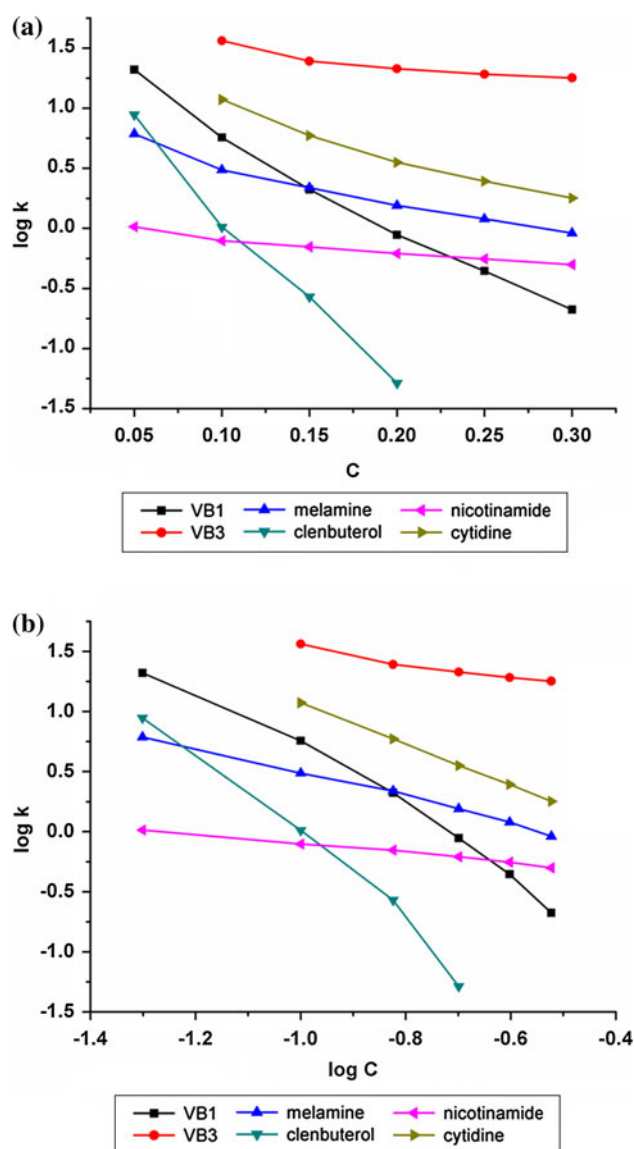 (a)
1.5
1.0
0.5
0.0
-0.5
-1.0
-1.5
log k
0.05 0.10 0.15 0.20 0.25 0.30
C
VB1 melamine nicotinamide
VB3 clenbuterol cytidine
(b)
1.5
1.0
0.5
0.0
-0.5
-1.0
-1.5
log k
-1.4 -1.2 -1.0 -0.8 -0.6 -0.4
log C
VB1 melamine nicotinamide
VB3 clenbuterol cytidine